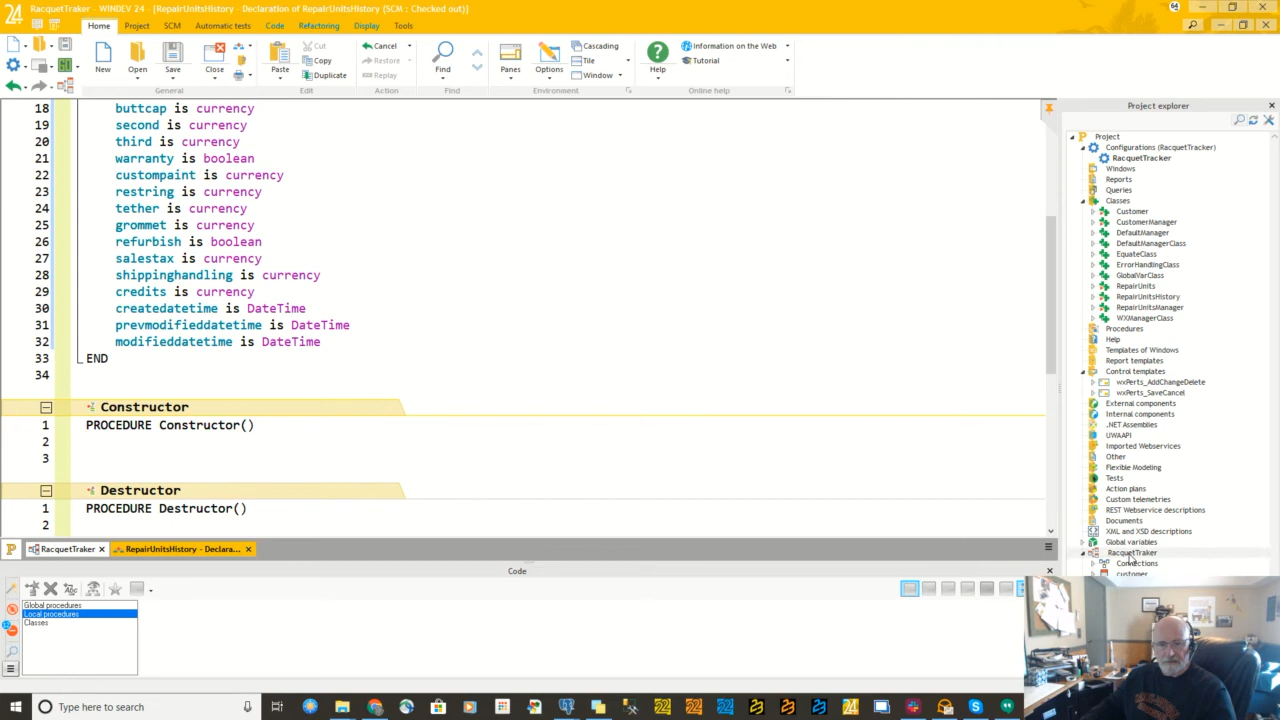 RacquetTraker - WINDEV 24 - [RepairUnitsHistory - Declaration of RepairUnitsHistory (SCM : Checked out)]
64
Home
Project
SCM
Automatic tests
Code
Refactoring
Display
Tools
New
Open
Save
Close
General
Paste
Cut
Copy
Duplicate
Edit
Cancel
Restore
Replay
Action
Find
Find
Panes
Options
Cascading
Tile
Window
Environment
Help
Information on the Web
Tutorial
Online help
18 buttcap is currency
19 second is currency
20 third is currency
21 warranty is boolean
22 custompaint is currency
23 restring is currency
24 tether is currency
25 grommet is currency
26 refurbish is boolean
27 salestax is currency
28 shippinghandling is currency
29 credits is currency
30 createdatetime is DateTime
31 prevmodifieddatetime is DateTime
32 modifieddatetime is DateTime
33 END
34
Constructor
1 PROCEDURE Constructor()
2
3
Destructor
1 PROCEDURE Destructor()
2
RacquetTraker
RepairUnitsHistory - Declara...
Code
Global procedures
Local procedures
Classes
Project explorer
Project
Configurations (RacquetTracker)
RacquetTracker
Windows
Reports
Queries
Classes
Customer
CustomerManager
DefaultManager
DefaultManagerClass
EquateClass
ErrorHandlingClass
GlobalVarClass
RepairUnits
RepairUnitsHistory
RepairUnitsManager
WXManagerClass
Procedures
Help
Templates of Windows
Report templates
Control templates
wxPerts_AddChangeDelete
wxPerts_SaveCancel
External components
Internal components
.NET Assemblies
UWAAPI
Imported Webservices
Other
Flexible Modeling
Tests
Action plans
Custom telemetries
REST Webservice descriptions
Documents
XML and XSD descriptions
Global variables
RacquetTraker
Connections
customer
Type here to search